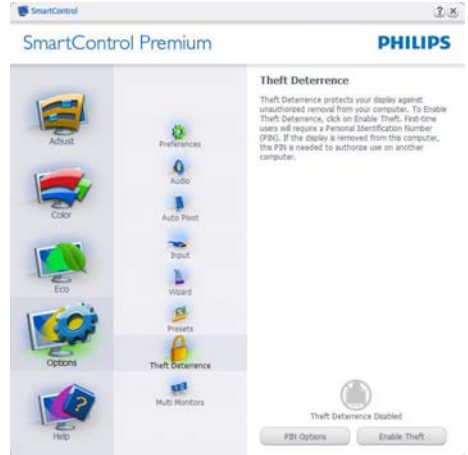 SmartControl
SmartControl Premium
PHILIPS
Adjust
Color
Eco
Options
Help
Preferences
Audio
Auto Pivot
Input
Wizard
Presets
Theft Deterrence
Multi Monitors
Theft Deterrence
Theft Deterrence protects your display against
unauthorized removal from your computer. To Enable
Theft Deterrence, click on Enable Theft. First-time
users will require a Personal Identification Number
(PIN). If the display is removed from this computer,
this PIN is needed to authorize use on another
computer.
Theft Deterrence Disabled
PIN Options
Enable Theft